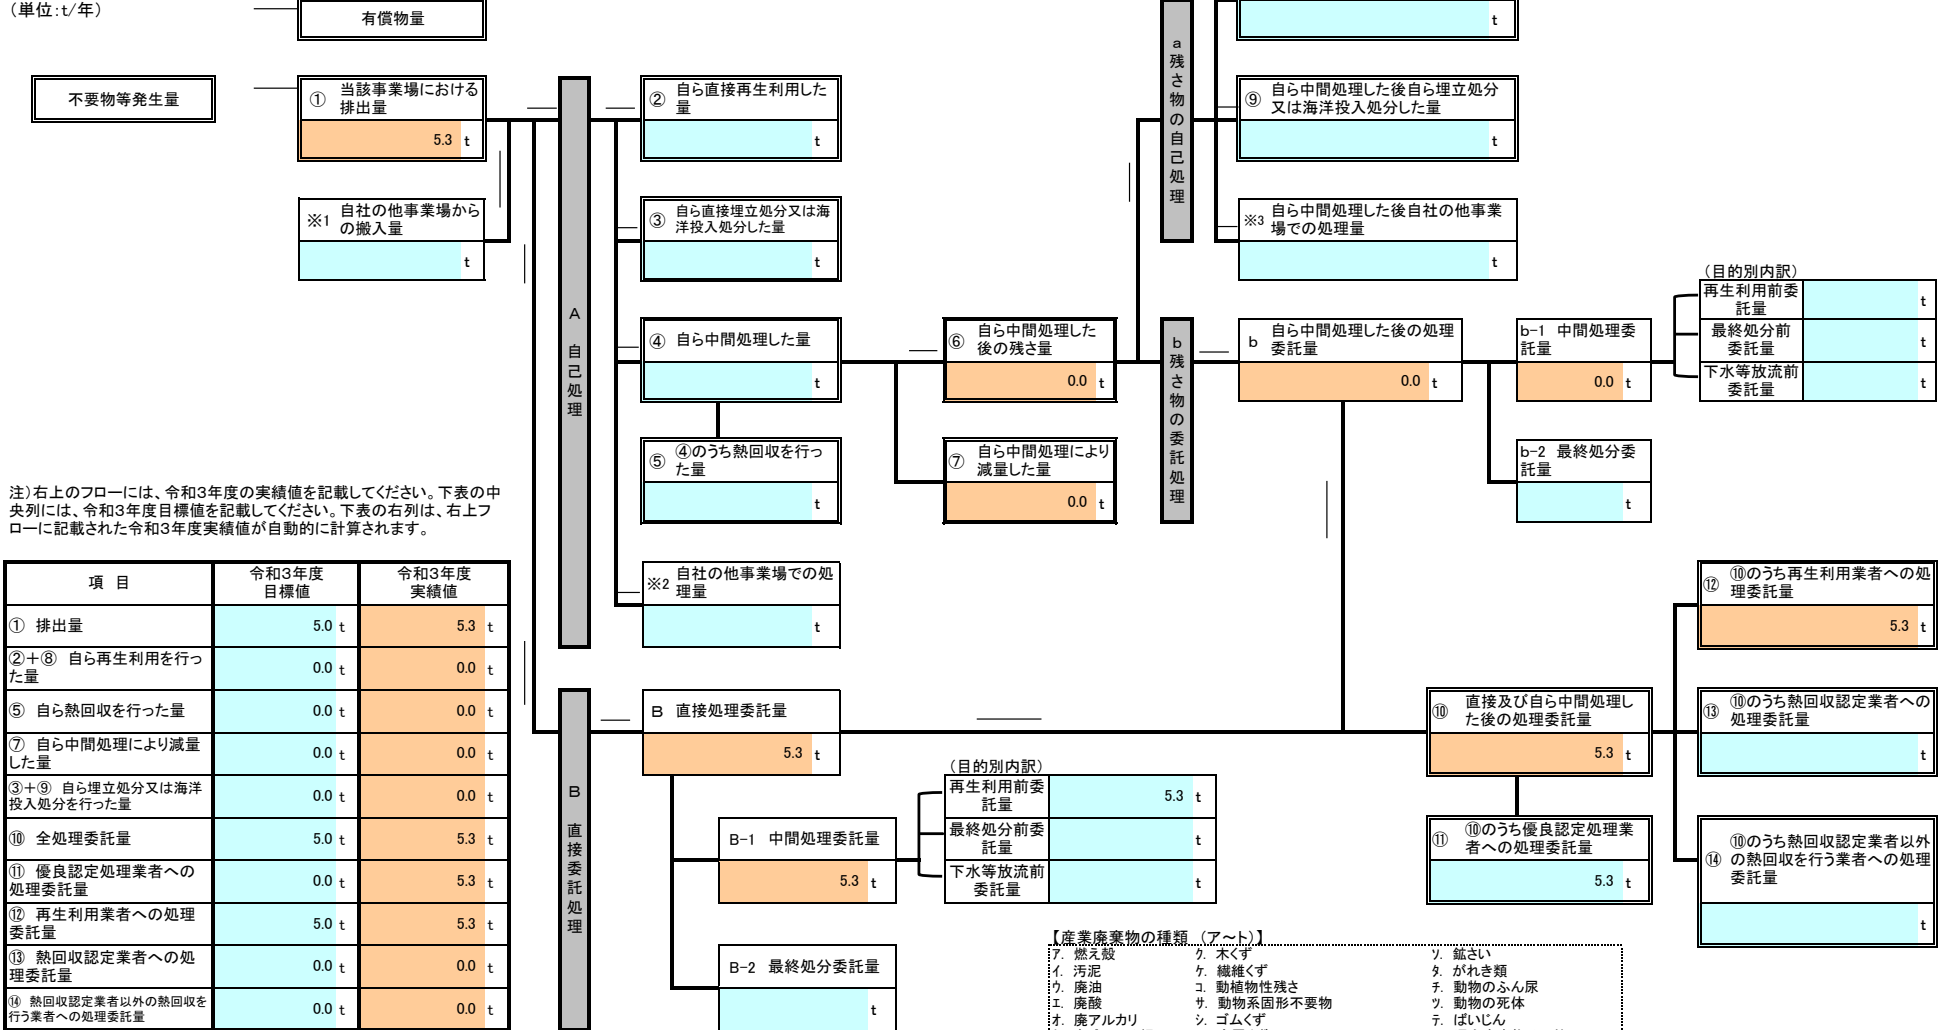 （単位:ｔ/年）
有償物量
t
不要物等発生量
① 当該事業場における
排出量
5.3 t
※1 自社の他事業場から
の搬入量
t
A
自己処理
② 自ら直接再生利用した
量
t
③ 自ら直接埋立処分又は海
洋投入処分した量
t
④ 自ら中間処理した量
t
⑤ ④のうち熱回収を行っ
た量
t
※2 自社の他事業場での処
理量
t
⑥ 自ら中間処理した
後の残さ量
0.0 t
⑦ 自ら中間処理により
減量した量
0.0 t
a
残さ物の自己処理
⑨ 自ら中間処理した後自ら埋立処分
又は海洋投入処分した量
t
※3 自ら中間処理した後自社の他事業
場での処理量
t
b
残さ物の委託処理
b 自ら中間処理した後の処理
委託量
0.0 t
b-1 中間処理委
託量
0.0 t
b-2 最終処分委
託量
t
（目的別内訳）
再生利用前委
託量
t
最終処分前
委託量
t
下水等放流前
委託量
t
注）右上のフローには、令和3年度の実績値を記載してください。下表の中
央列には、令和3年度目標値を記載してください。下表の右列は、右上フ
ローに記載された令和3年度実績値が自動的に計算されます。
項 目
令和3年度
目標値
令和3年度
実績値
① 排出量 5.0 t 5.3 t
②＋⑧ 自ら再生利用を行っ
た量 0.0 t 0.0 t
⑤ 自ら熱回収を行った量 0.0 t 0.0 t
⑦ 自ら中間処理により減量
した量 0.0 t 0.0 t
③＋⑨ 自ら埋立処分又は海洋
投入処分を行った量 0.0 t 0.0 t
⑩ 全処理委託量 5.0 t 5.3 t
⑪ 優良認定処理業者への
処理委託量 0.0 t 5.3 t
⑫ 再生利用業者への処理
委託量 5.0 t 5.3 t
⑬ 熱回収認定業者への処
理委託量 0.0 t 0.0 t
⑭ 熱回収認定業者以外の熱回収を
行う業者への処理委託量 0.0 t 0.0 t
B
直接委託処理
B 直接処理委託量
5.3 t
B-1 中間処理委託量
5.3 t
B-2 最終処分委託量
t
（目的別内訳）
再生利用前委
託量
5.3 t
最終処分前委
託量
t
下水等放流前
委託量
t
⑩ 直接及び自ら中間処理し
た後の処理委託量
5.3 t
⑪ ⑩のうち優良認定処理業
者への処理委託量
5.3 t
⑫ ⑩のうち再生利用業者への処
理委託量
5.3 t
⑬ ⑩のうち熱回収認定業者への
処理委託量
t
⑭ ⑩のうち熱回収認定業者以外
の熱回収を行う業者への処理
委託量
t
【産業廃棄物の種類 （ア～ト）】
ア. 燃え殻 ク. 木くず ソ. 鉱さい
イ. 汚泥 ケ. 繊維くず タ. がれき類
ウ. 廃油 コ. 動植物性残さ チ. 動物のふん尿
エ. 廃酸 サ. 動物系固形不要物 ツ. 動物の死体
オ. 廃アルカリ シ. ゴムくず テ. ばいじん